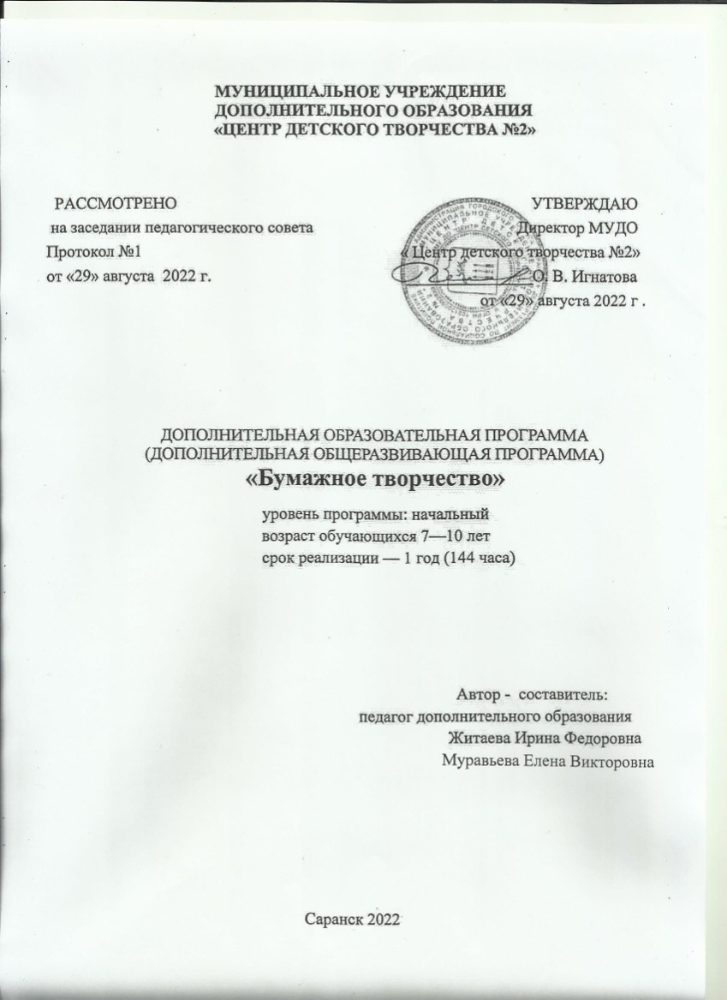 МУНИЦИПАЛЬНОЕ УЧРЕЖДЕНИЕ
ДОПОЛНИТЕЛЬНОГО ОБРАЗОВАНИЯ
«ЦЕНТР ДЕТСКОГО ТВОРЧЕСТВА №2»
РАССМОТРЕНО
на заседании педагогического совета
Протокол №1
от «29» августа 2022 г.
УТВЕРЖДАЮ
Директор МУДО
« Центр детского творчества №2»
О. В. Игнатова
от «29» августа 2022 г .
ДОПОЛНИТЕЛЬНАЯ ОБРАЗОВАТЕЛЬНАЯ ПРОГРАММА
(ДОПОЛНИТЕЛЬНАЯ ОБЩЕРАЗВИВАЮЩАЯ ПРОГРАММА)
«Бумажное творчество»
уровень программы: начальный
возраст обучающихся 7—10 лет
срок реализации — 1 год (144 часа)
Автор - составитель:
педагог дополнительного образования
Житаева Ирина Федоровна
Муравьева Елена Викторовна
Саранск 2022